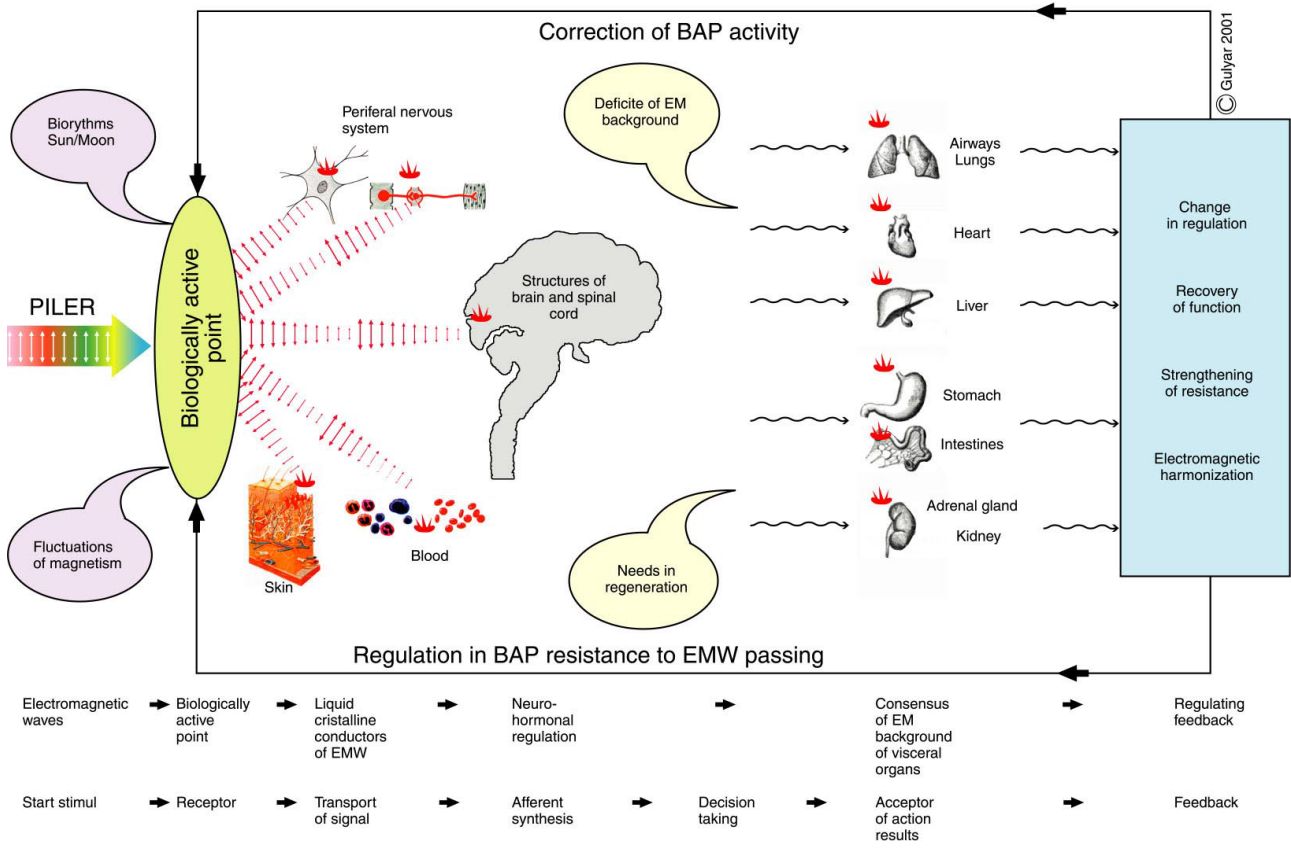 Correction of BAP activity
© Gulyar 2001
Biorythms
Sun/Moon
Periferal nervous
system
Deficite of EM
background
Airways
Lungs
Heart
Liver
Stomach
Intestines
Adrenal gland
Kidney
Change
in regulation
Recovery
of function
Strengthening
of resistance
Electromagnetic
harmonization
PILER
Biologically active
point
Structures of
brain and spinal
cord
Fluctuations
of magnetism
Skin
Blood
Needs in
regeneration
Regulation in BAP resistance to EMW passing
Electromagnetic
waves
Biologically
active
point
Liquid
cristalline
conductors
of EMW
Neuro-
hormonal
regulation
Consensus
of EM
background
of visceral
organs
Regulating
feedback
Start stimul
Receptor
Transport
of signal
Afferent
synthesis
Decision
taking
Acceptor
of action
results
Feedback